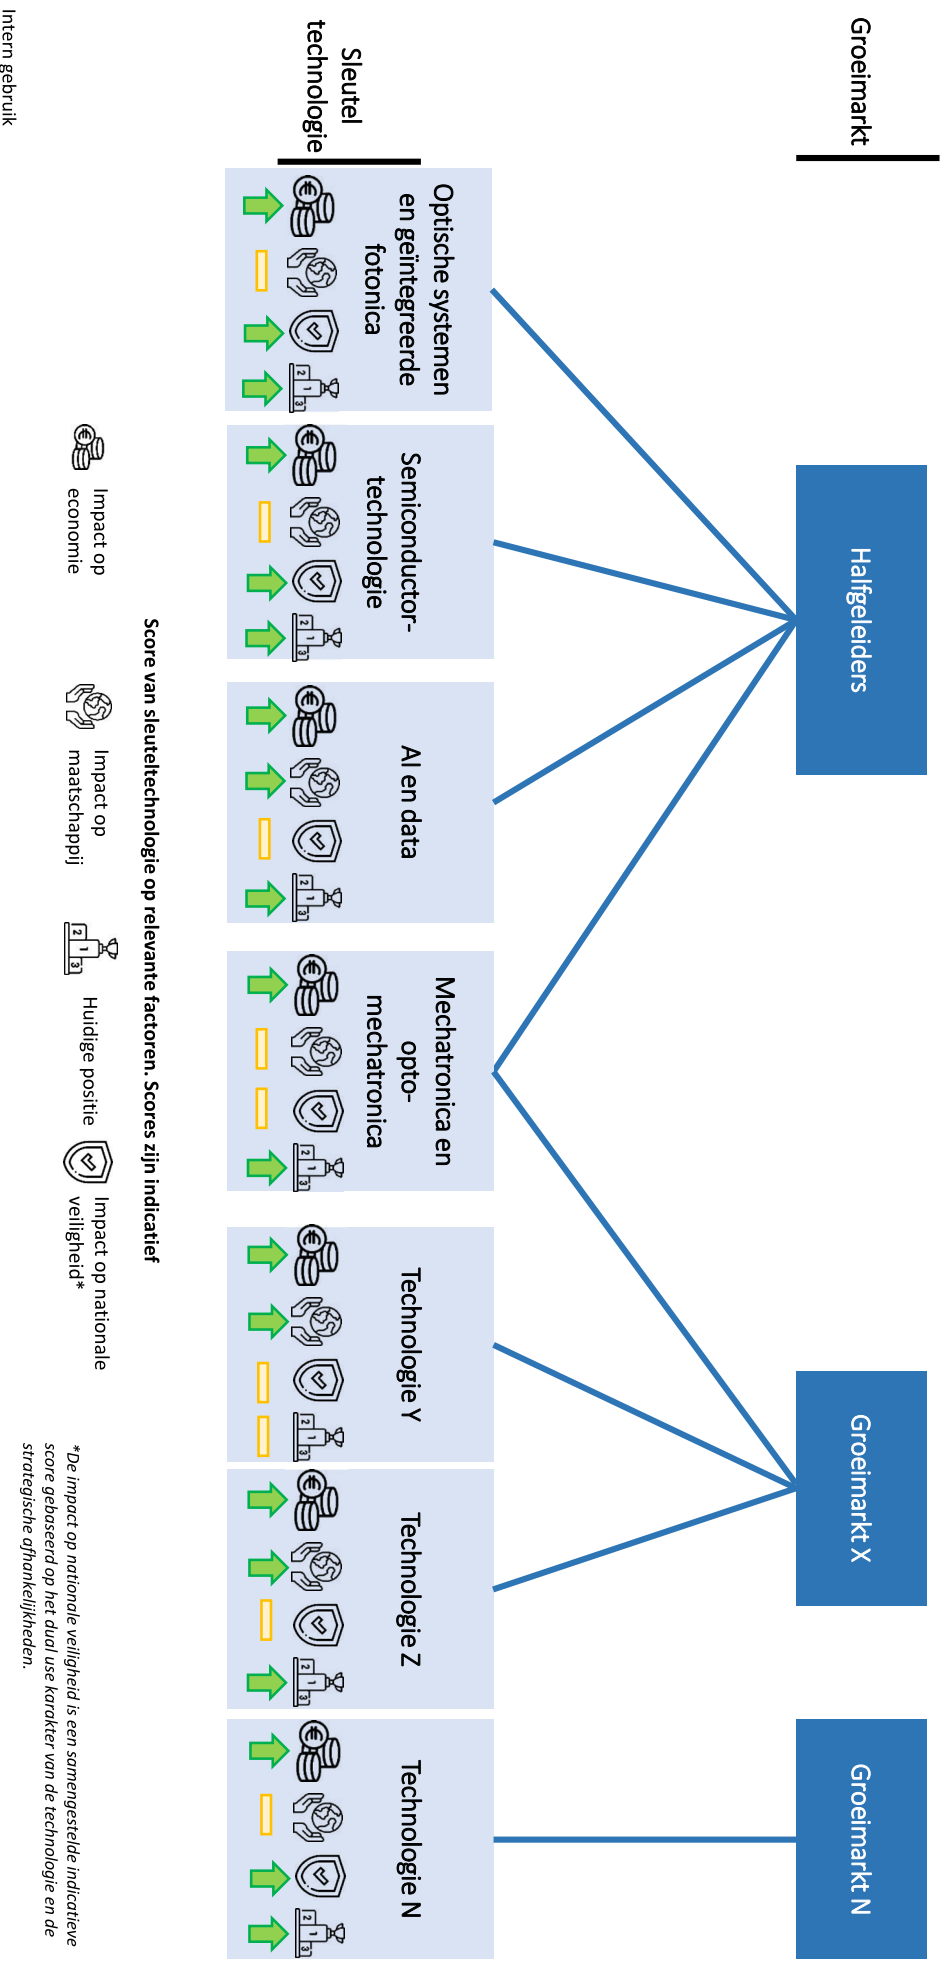 Groeimarkt
Halfgeleiders
Groeimarkt X
Groeimarkt N
Sleutel
technologie
Optische systemen
en geïntegreerde
fotonica
Semiconductor-
technologie
AI en data
Mechatronica en
opto-
mechatronica
Technologie Y
Technologie Z
Technologie N
Score van sleuteltechnologie op relevante factoren. Scores zijn indicatief
Impact op
economie
Impact op
maatschappij
Huidige positie
Impact op nationale
veiligheid*
*De impact op nationale veiligheid is een samengestelde indicatieve
score gebaseerd op het dual use karakter van de technologie en de
strategische afhankelijkheden.
Intern gebruik